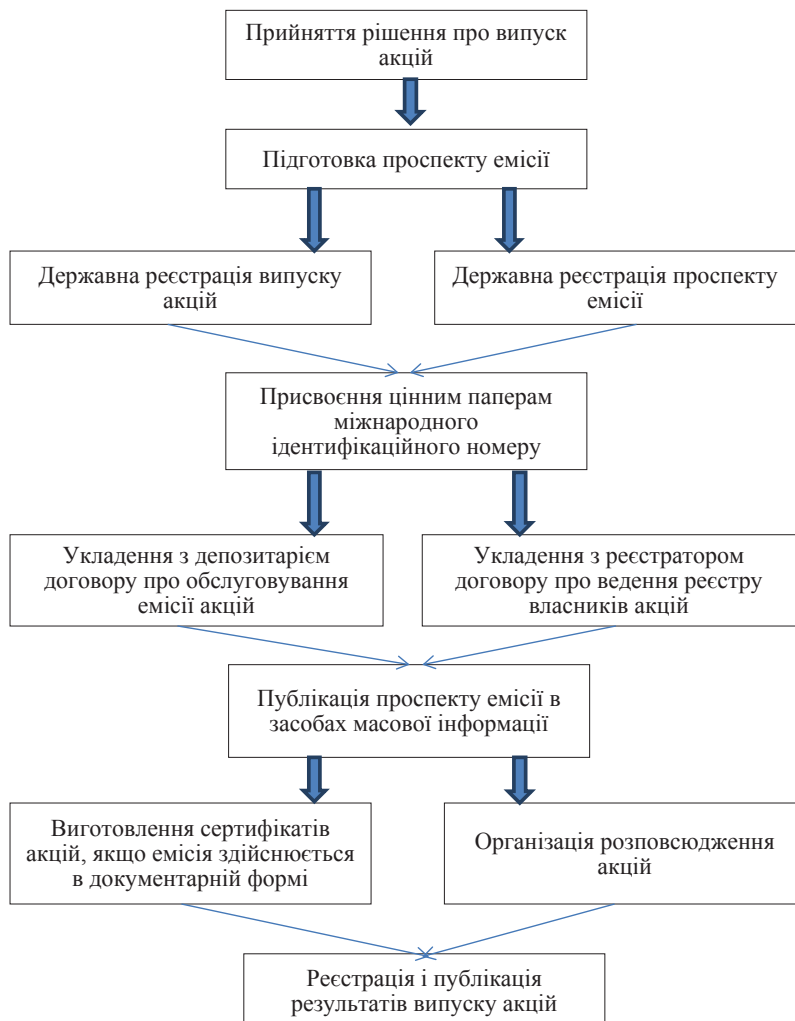 Прийняття рішення про випуск
акцій
Підготовка проспекту емісії
Державна реєстрація випуску
акцій
Державна реєстрація проспекту
емісії
Присвоєння цінним паперам
міжнародного
ідентифікаційного номеру
Укладення з депозитарієм
договору про обслуговування
емісії акцій
Укладення з реєстратором
договору про ведення реєстру
власників акцій
Публікація проспекту емісії в
засобах масової інформації
Виготовлення сертифікатів
акцій, якщо емісія здійснюється
в документарній формі
Організація розповсюдження
акцій
Реєстрація і публікація
результатів випуску акцій